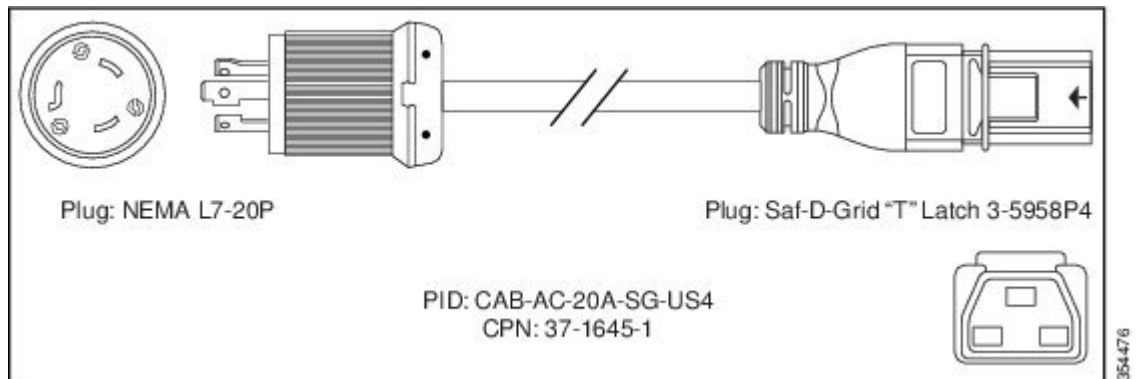 Plug: NEMA L7-20P
Plug: Saf-D-Grid “T” Latch 3-5958P4
PID: CAB-AC-20A-SG-US4
CPN: 37-1645-1
354476